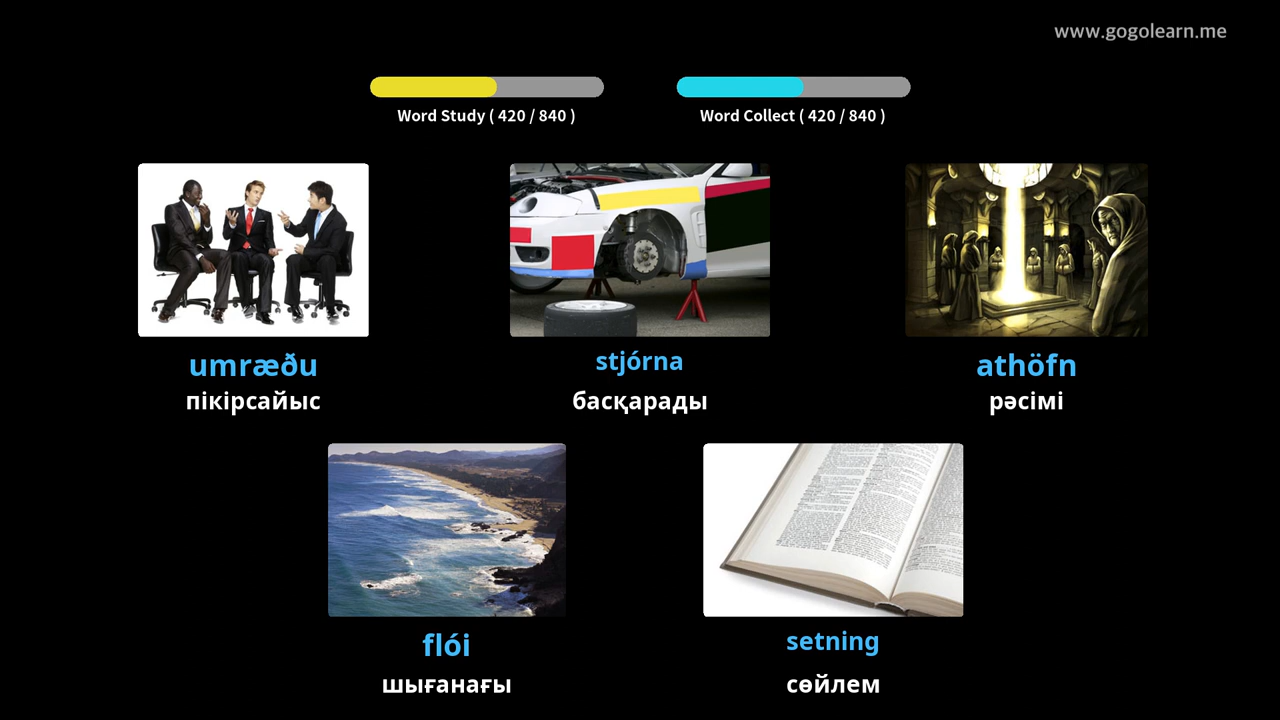 www.gogolearn.me
Word Study ( 420 / 840 )
Word Collect ( 420 / 840 )
umræðu
пікірсайыс
stjórna
басқарады
athöfn
рәсімі
flói
шығанағы
setning
сөйлем